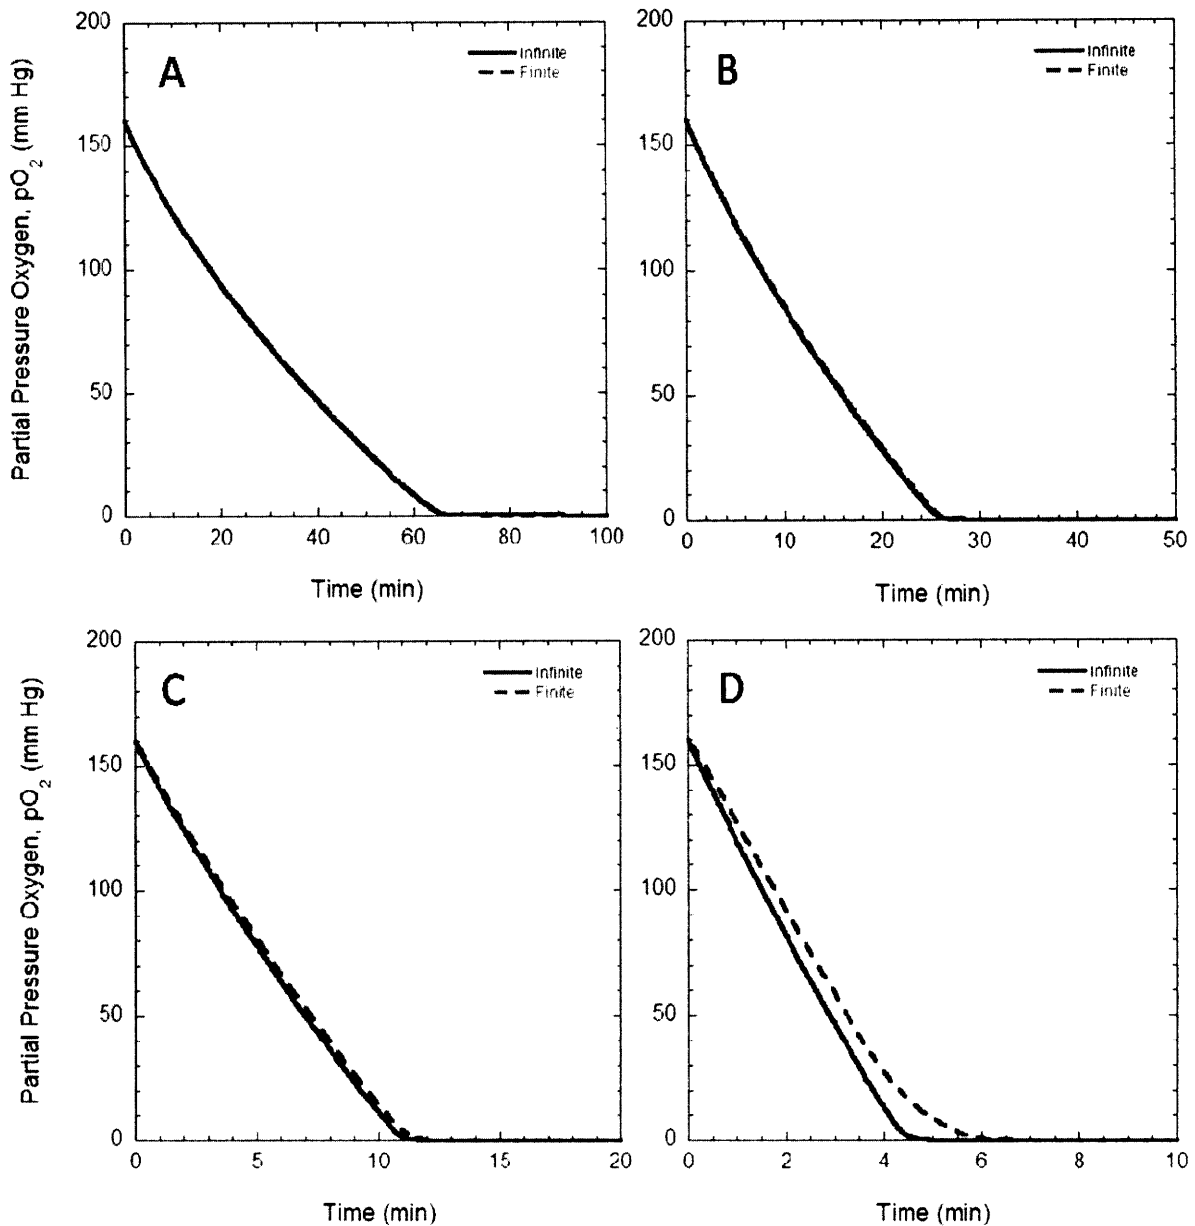 200
Infinite
Finite
A
150
100
50
0
0 20 40 60 80 100
Time (min)
Partial Pressure Oxygen, pO2 (mm Hg)
200
Infinite
Finite
B
150
100
50
0
0 10 20 30 40 50
Time (min)
200
Infinite
Finite
C
150
100
50
0
0 5 10 15 20
Time (min)
Partial Pressure Oxygen, pO2 (mm Hg)
200
Infinite
Finite
D
150
100
50
0
0 2 4 6 8 10
Time (min)